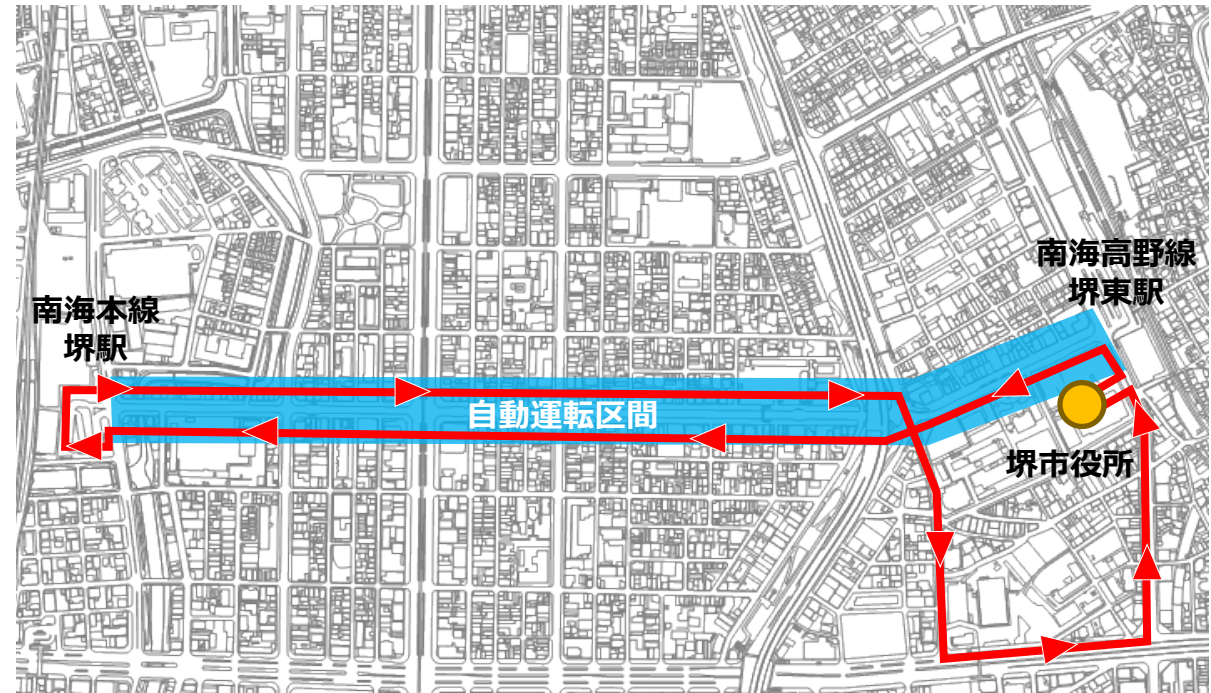 南海高野線
堺東駅
南海本線
堺駅
自動運転区間
堺市役所